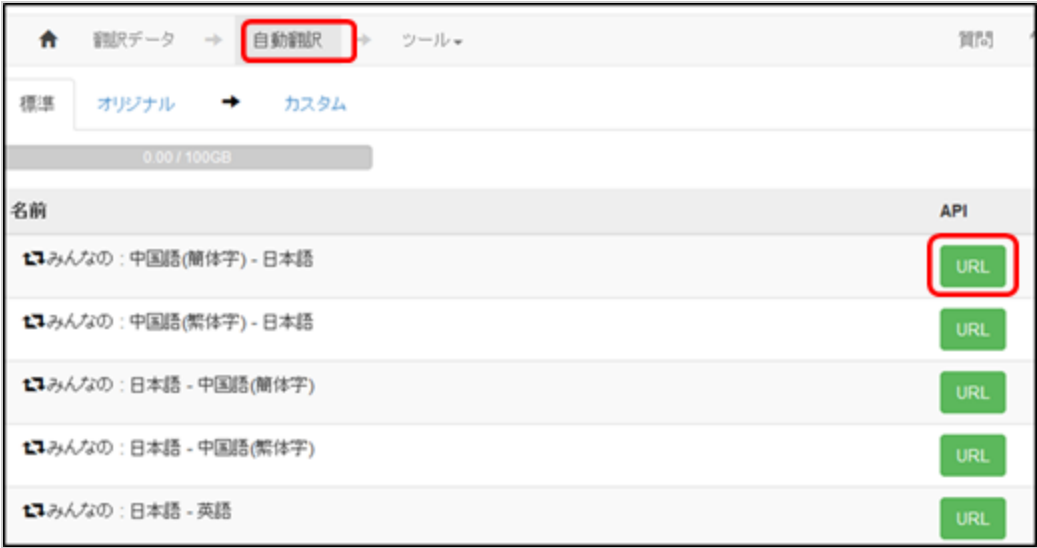 翻訳データ → 自動翻訳 → ツール 質問
標準 オリジナル → カスタム
0.00 / 100GB
名前 API
みんなの : 中国語(簡体字) - 日本語 URL
みんなの : 中国語(繁体字) - 日本語 URL
みんなの : 日本語 - 中国語(簡体字) URL
みんなの : 日本語 - 中国語(繁体字) URL
みんなの : 日本語 - 英語 URL